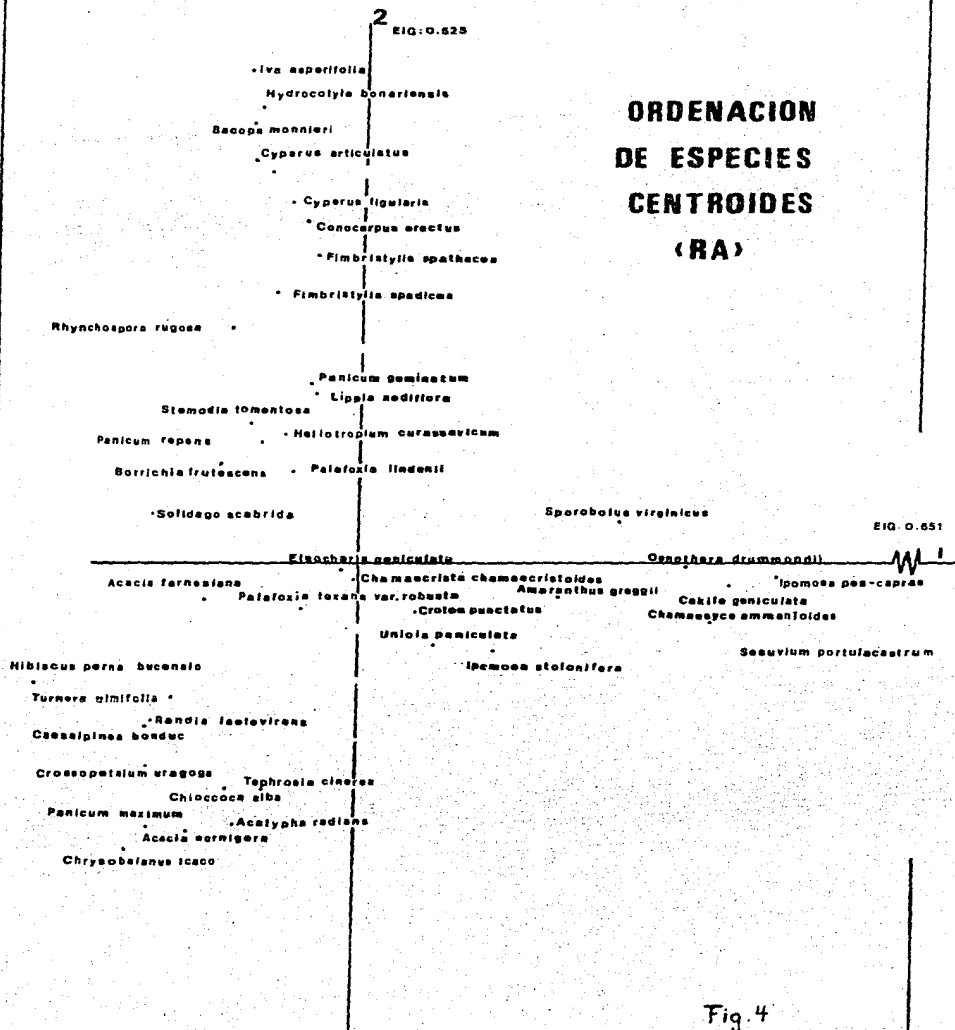 2
EIG:0.625
Iva asperifolia
Hydrocotyle bonariensis
ORDENACION
DE ESPECIES
CENTROIDES
(RA)
Bacopa monnieri
Cyperus articulatus
Cyperus ligularis
Conocarpus erectus
Fimbristylis spathacea
Fimbristylis spadicea
Rhynchospora rugosa
Panicum geminatum
Lippia nodiflora
Stemodia tomentosa
Heliotropium curassavicum
Panicum repens
Borrichia frutescens
Palafoxia lindenii
Solidago scabrida
Sporobolus virginicus
EIG:0.651
1
Eleocharis geniculata
Oenothera drummondii
Acacia farnesiana
Chamaecrista chamaecristoides
Ipomoea pes-caprae
Palafoxia texana var. robusta
Amaranthus greggii
Cakile geniculata
Croton punctatus
Chamaesyce ammanioides
Uniola paniculata
Sesuvium portulacastrum
Ipomoea stolonifera
Hibiscus perna bucensis
Turnera ulmifolia
Randia laetevirens
Caesalpinea bonduc
Crossopetalum uragoga
Tephrosia cinerea
Chiococca alba
Panicum maximum
Acalypha radians
Acacia cornigera
Chrysobalanus icaco
Fig.4